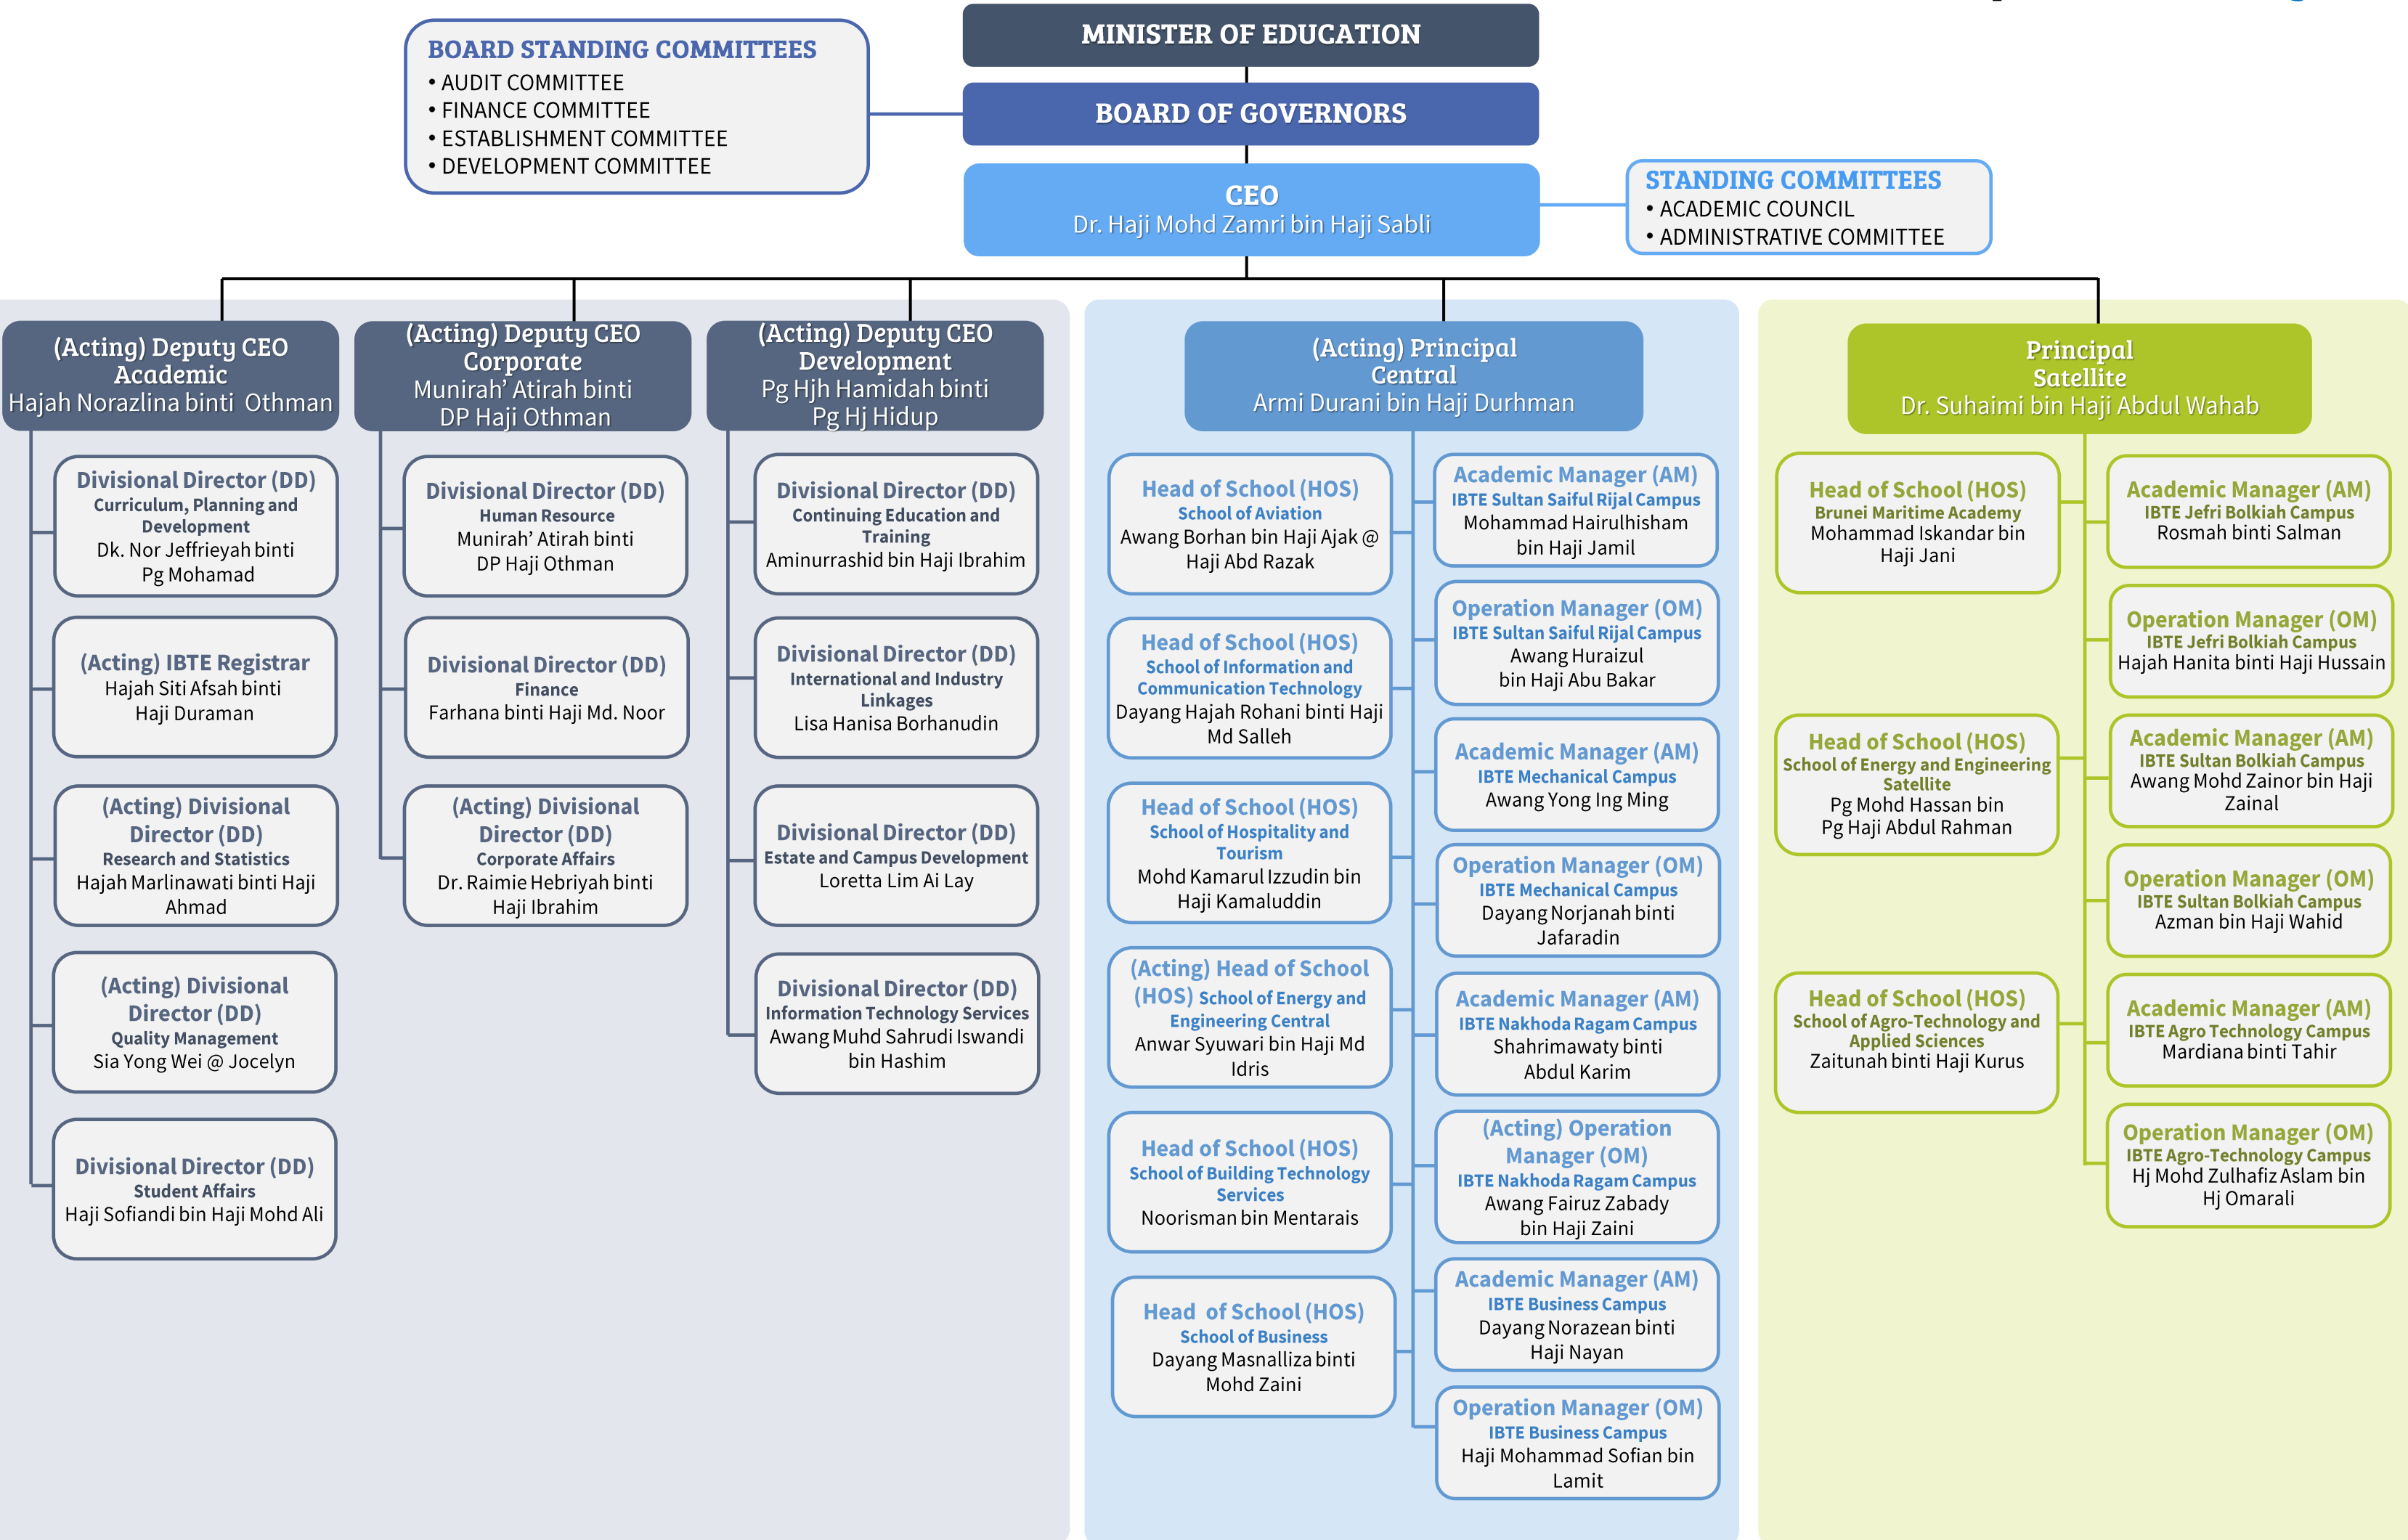 MINISTER OF EDUCATION
BOARD STANDING COMMITTEES
• AUDIT COMMITTEE
• FINANCE COMMITTEE
• ESTABLISHMENT COMMITTEE
• DEVELOPMENT COMMITTEE
BOARD OF GOVERNORS
CEO
Dr. Haji Mohd Zamri bin Haji Sabli
STANDING COMMITTEES
• ACADEMIC COUNCIL
• ADMINISTRATIVE COMMITTEE
(Acting) Deputy CEO
Academic
Hajah Norazlina binti Othman
Divisional Director (DD)
Curriculum, Planning and
Development
Dk. Nor Jeffrieyah binti
Pg Mohamad
(Acting) IBTE Registrar
Hajah Siti Afsah binti
Haji Duraman
(Acting) Divisional
Director (DD)
Research and Statistics
Hajah Marlinawati binti Haji
Ahmad
(Acting) Divisional
Director (DD)
Quality Management
Sia Yong Wei @ Jocelyn
Divisional Director (DD)
Student Affairs
Haji Sofiandi bin Haji Mohd Ali
(Acting) Deputy CEO
Corporate
Munirah’ Atirah binti
DP Haji Othman
Divisional Director (DD)
Human Resource
Munirah’ Atirah binti
DP Haji Othman
Divisional Director (DD)
Finance
Farhana binti Haji Md. Noor
(Acting) Divisional
Director (DD)
Corporate Affairs
Dr. Raimie Hebriyah binti
Haji Ibrahim
(Acting) Deputy CEO
Development
Pg Hjh Hamidah binti
Pg Hj Hidup
Divisional Director (DD)
Continuing Education and
Training
Aminurrashid bin Haji Ibrahim
Divisional Director (DD)
International and Industry
Linkages
Lisa Hanisa Borhanudin
Divisional Director (DD)
Estate and Campus Development
Loretta Lim Ai Lay
Divisional Director (DD)
Information Technology Services
Awang Muhd Sahrudi Iswandi
bin Hashim
(Acting) Principal
Central
Armi Durani bin Haji Durhman
Head of School (HOS)
School of Aviation
Awang Borhan bin Haji Ajak @
Haji Abd Razak
Head of School (HOS)
School of Information and
Communication Technology
Dayang Hajah Rohani binti Haji
Md Salleh
Head of School (HOS)
School of Hospitality and
Tourism
Mohd Kamarul Izzudin bin
Haji Kamaluddin
(Acting) Head of School
(HOS) School of Energy and
Engineering Central
Anwar Syuwari bin Haji Md
Idris
Head of School (HOS)
School of Building Technology
Services
Noorisman bin Mentarais
Head of School (HOS)
School of Business
Dayang Masnalliza binti
Mohd Zaini
Academic Manager (AM)
IBTE Sultan Saiful Rijal Campus
Mohammad Hairulhisham
bin Haji Jamil
Operation Manager (OM)
IBTE Sultan Saiful Rijal Campus
Awang Huraizul
bin Haji Abu Bakar
Academic Manager (AM)
IBTE Mechanical Campus
Awang Yong Ing Ming
Operation Manager (OM)
IBTE Mechanical Campus
Dayang Norjanah binti
Jafaradin
Academic Manager (AM)
IBTE Nakhoda Ragam Campus
Shahrimawaty binti
Abdul Karim
(Acting) Operation
Manager (OM)
IBTE Nakhoda Ragam Campus
Awang Fairuz Zabady
bin Haji Zaini
Academic Manager (AM)
IBTE Business Campus
Dayang Norazean binti
Haji Nayan
Operation Manager (OM)
IBTE Business Campus
Haji Mohammad Sofian bin
Lamit
Principal
Satellite
Dr. Suhaimi bin Haji Abdul Wahab
Head of School (HOS)
Brunei Maritime Academy
Mohammad Iskandar bin
Haji Jani
Head of School (HOS)
School of Energy and Engineering
Satellite
Pg Mohd Hassan bin
Pg Haji Abdul Rahman
Head of School (HOS)
School of Agro-Technology and
Applied Sciences
Zaitunah binti Haji Kurus
Academic Manager (AM)
IBTE Jefri Bolkiah Campus
Rosmah binti Salman
Operation Manager (OM)
IBTE Jefri Bolkiah Campus
Hajah Hanita binti Haji Hussain
Academic Manager (AM)
IBTE Sultan Bolkiah Campus
Awang Mohd Zainor bin Haji
Zainal
Operation Manager (OM)
IBTE Sultan Bolkiah Campus
Azman bin Haji Wahid
Academic Manager (AM)
IBTE Agro Technology Campus
Mardiana binti Tahir
Operation Manager (OM)
IBTE Agro-Technology Campus
Hj Mohd Zulhafiz Aslam bin
Hj Omarali